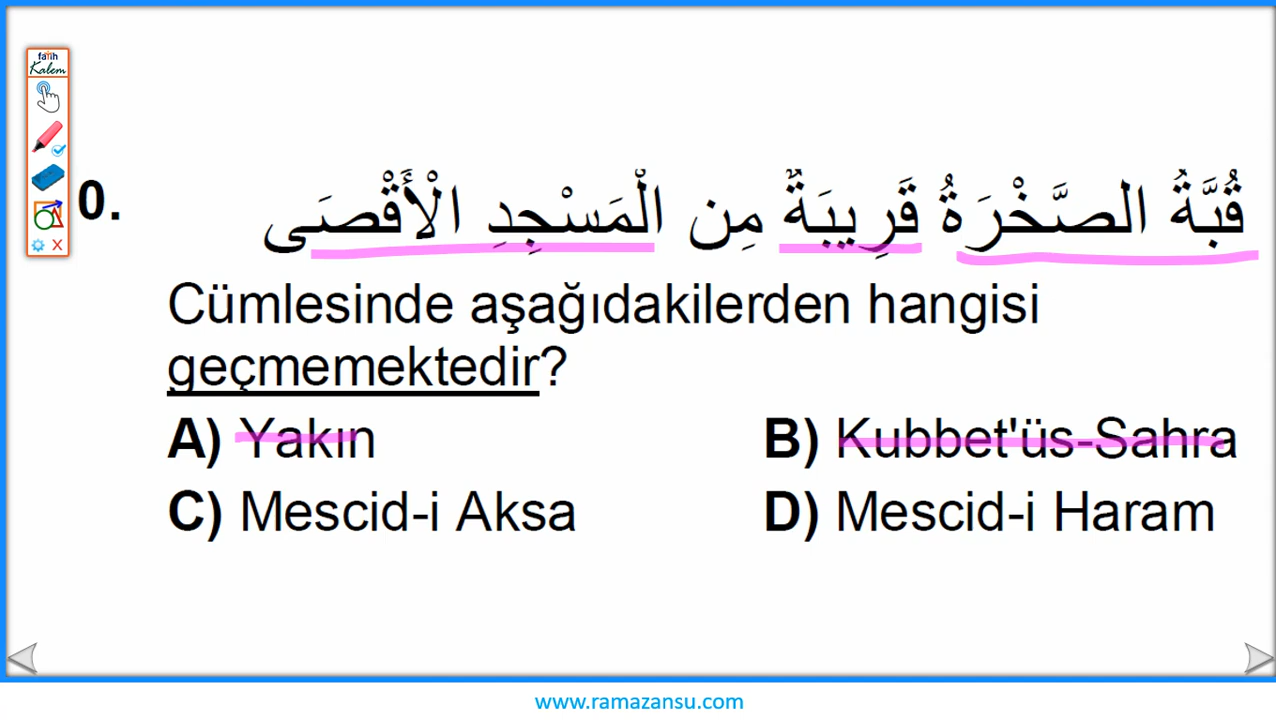 fatih
Kalem
0.
قُبَّةُ الصَّخْرَةُ قَرِيبَةٌ مِن الْمَسْجِدِ الْأَقْصَى
Cümlesinde aşağıdakilerden hangisi
geçmemektedir?
A) Yakın B) Kubbet'üs-Sahra
C) Mescid-i Aksa D) Mescid-i Haram
www.ramazansu.com